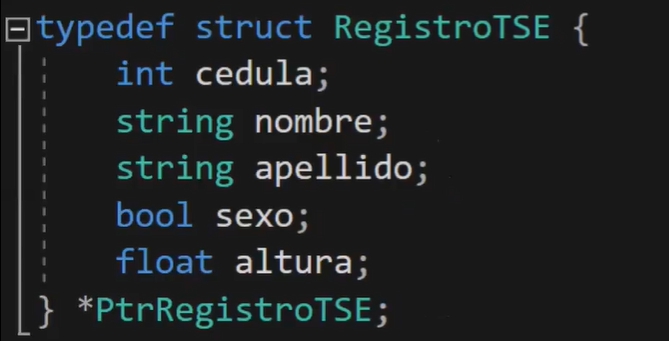 typedef struct RegistroTSE {
    int cedula;
    string nombre;
    string apellido;
    bool sexo;
    float altura;
} *PtrRegistroTSE;